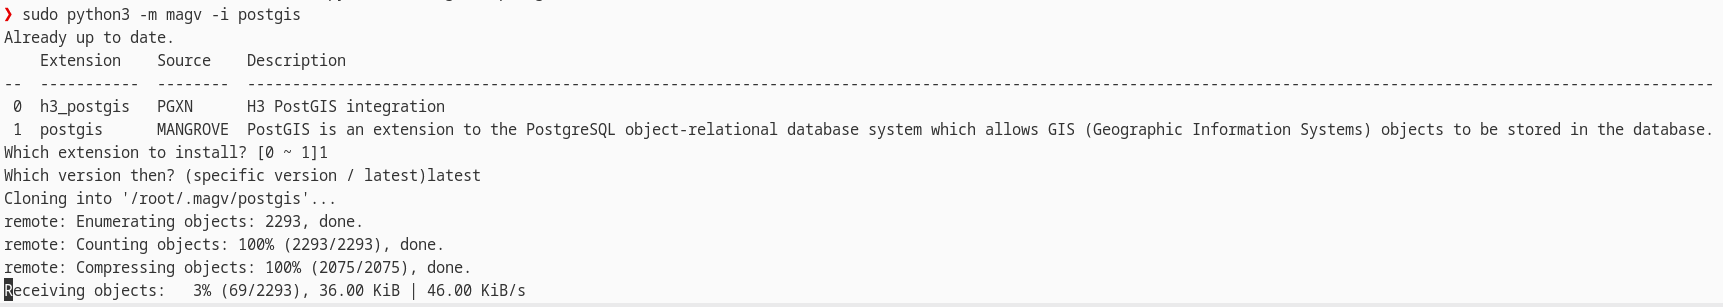 ❯ sudo python3 -m magv -i postgis
Already up to date.
    Extension    Source    Description
--  -----------  --------  -------------------------------------------------------------------------------------------------------------------------------------------------------------------
 0  h3_postgis   PGXN      H3 PostGIS integration
 1  postgis      MANGROVE  PostGIS is an extension to the PostgreSQL object-relational database system which allows GIS (Geographic Information Systems) objects to be stored in the database.
Which extension to install? [0 ~ 1]1
Which version then? (specific version / latest)latest
Cloning into '/root/.magv/postgis'...
remote: Enumerating objects: 2293, done.
remote: Counting objects: 100% (2293/2293), done.
remote: Compressing objects: 100% (2075/2075), done.
Receiving objects:   3% (69/2293), 36.00 KiB | 46.00 KiB/s